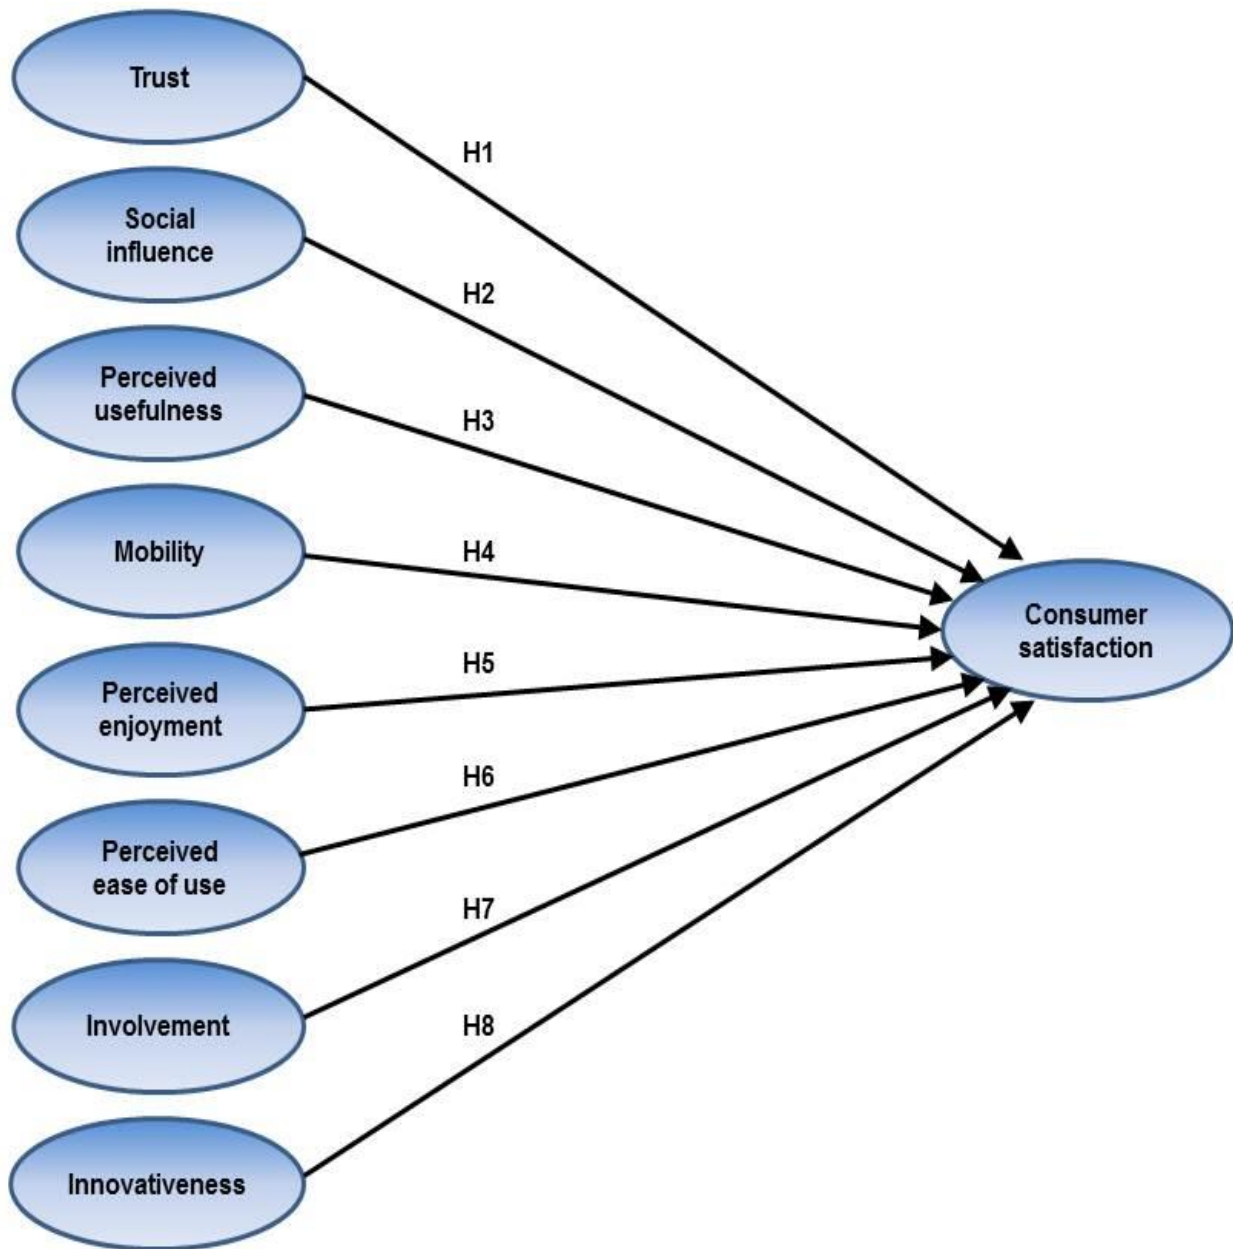 Trust
H1
Social
influence
H2
Perceived
usefulness
H3
Mobility
H4
Perceived
enjoyment
H5
Perceived
ease of use
H6
Involvement
H7
Innovativeness
H8
Consumer
satisfaction